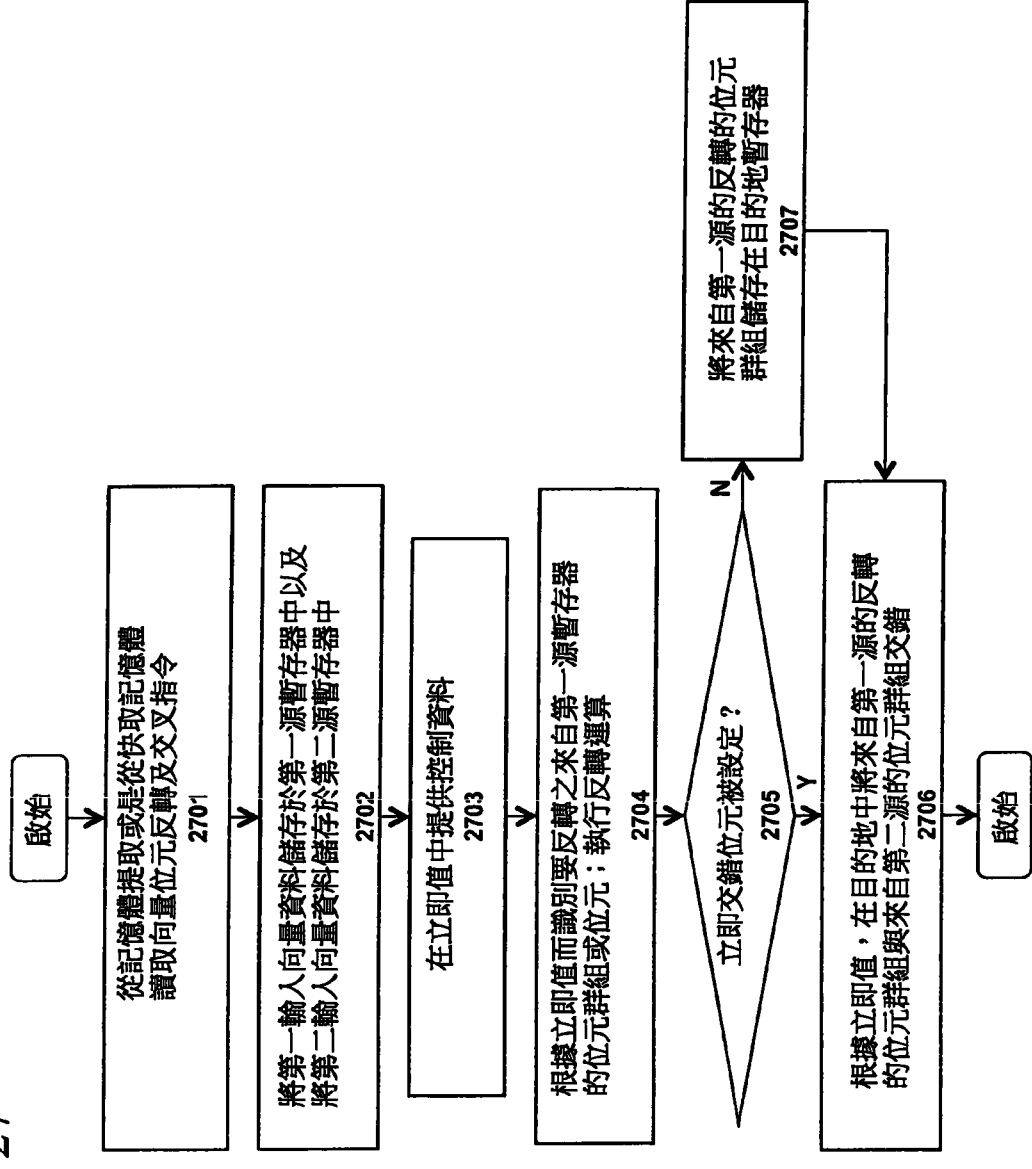 啟始
從記憶體提取或是從快取記憶體
讀取向量位元反轉及交叉指令
2701
將第一輸入向量資料儲存於第一源暫存器中以及
將第二輸入向量資料儲存於第二源暫存器中
2702
在立即值中提供控制資料
2703
根據立即值而識別要反轉之來自第一源暫存器
的位元群組或位元；執行反轉運算
2704
立即交錯位元被設定？
2705
N
將來自第一源的反轉的位元
群組儲存在目的地暫存器
2707
Y
根據立即值，在目的地中將來自第一源的反轉
的位元群組與來自第二源的位元群組交錯
2706
啟始